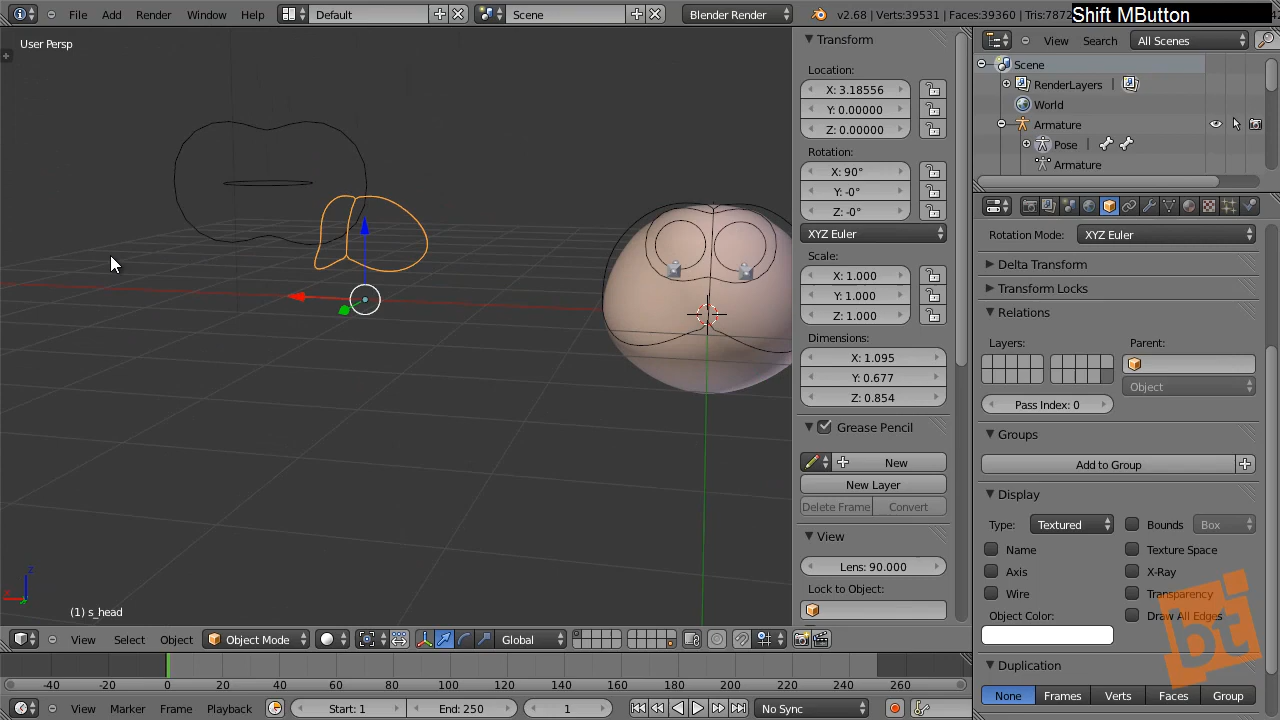 File Add Render Window Help Default Scene Blender Render v2.68 | Verts:39531 | Faces:39360 | Tris:7872
Shift MButton
User Persp
Transform
Location:
X: 3.18556
Y: 0.00000
Z: 0.00000
Rotation:
X: 90°
Y: -0°
Z: -0°
XYZ Euler
Scale:
X: 1.000
Y: 1.000
Z: 1.000
Dimensions:
X: 1.095
Y: 0.677
Z: 0.854
Grease Pencil
New
New Layer
Delete Frame Convert
View
Lens: 90.000
Lock to Object:
View Search All Scenes
Scene
RenderLayers
World
Armature
Pose
Armature
Rotation Mode: XYZ Euler
Delta Transform
Transform Locks
Relations
Layers: Parent:
Object
Pass Index: 0
Groups
Add to Group
Display
Type: Textured Bounds Box
Name Texture Space
Axis X-Ray
Wire Transparency
Object Color: Draw All Edges
Duplication
None Frames Verts Faces Group
bt
(1) s_head
View Select Object Object Mode Global
-40 -20 0 20 40 60 80 100 120 140 160 180 200 220 240 260
View Marker Frame Playback Start: 1 End: 250 1 No Sync
x
z